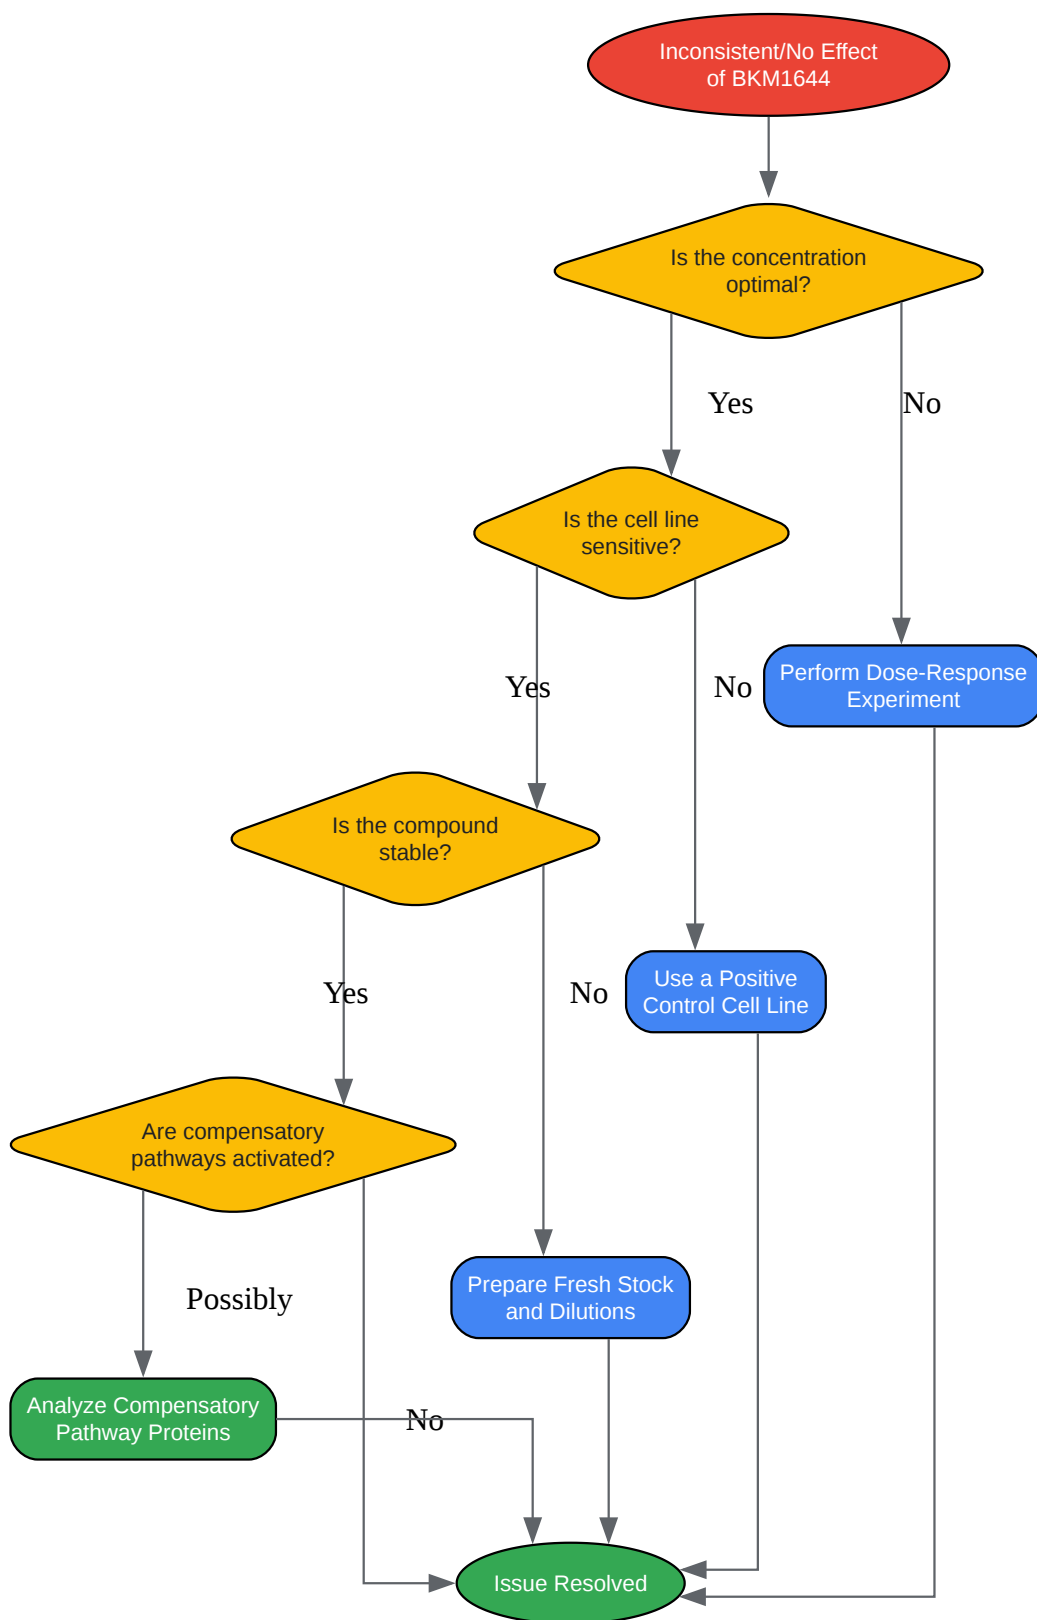 Inconsistent/No Effect
of BKM1644
Is the concentration
optimal?
Yes
No
Is the cell line
sensitive?
Yes
No
Perform Dose-Response
Experiment
Is the compound
stable?
Yes
No
Use a Positive
Control Cell Line
Are compensatory
pathways activated?
Possibly
Prepare Fresh Stock
and Dilutions
Analyze Compensatory
Pathway Proteins
No
Issue Resolved